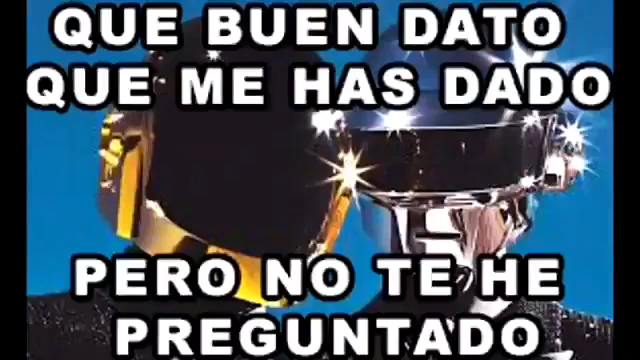 QUE BUEN DATO
QUE ME HAS DADO
PERO NO TE HE
PREGUNTADO